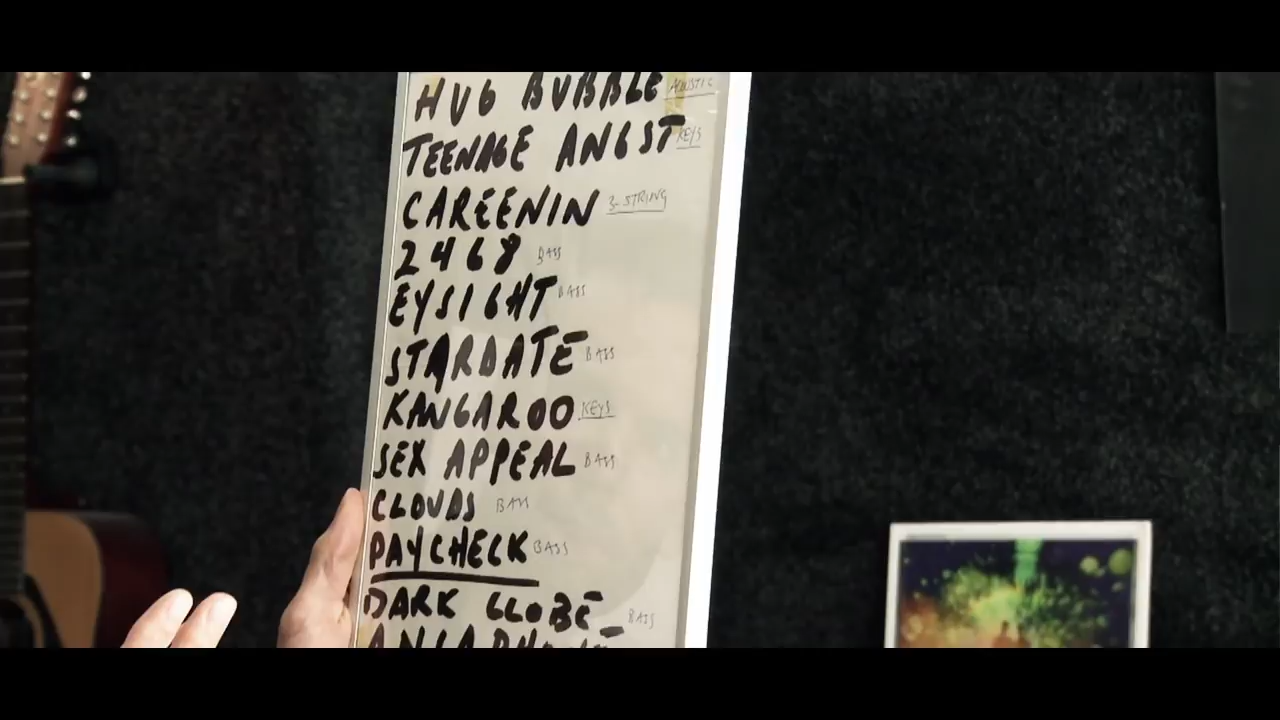 HUG BUBBLE ACOUSTIC
TEENAGE ANGST KEYS
CAREENIN 3-STRING
2468 BASS
EYSIGHT BASS
STARDATE BASS
KANGAROO KEYS
SEX APPEAL BASS
CLOUDS BASS
PAYCHECK BASS
DARK GLOBE BASS